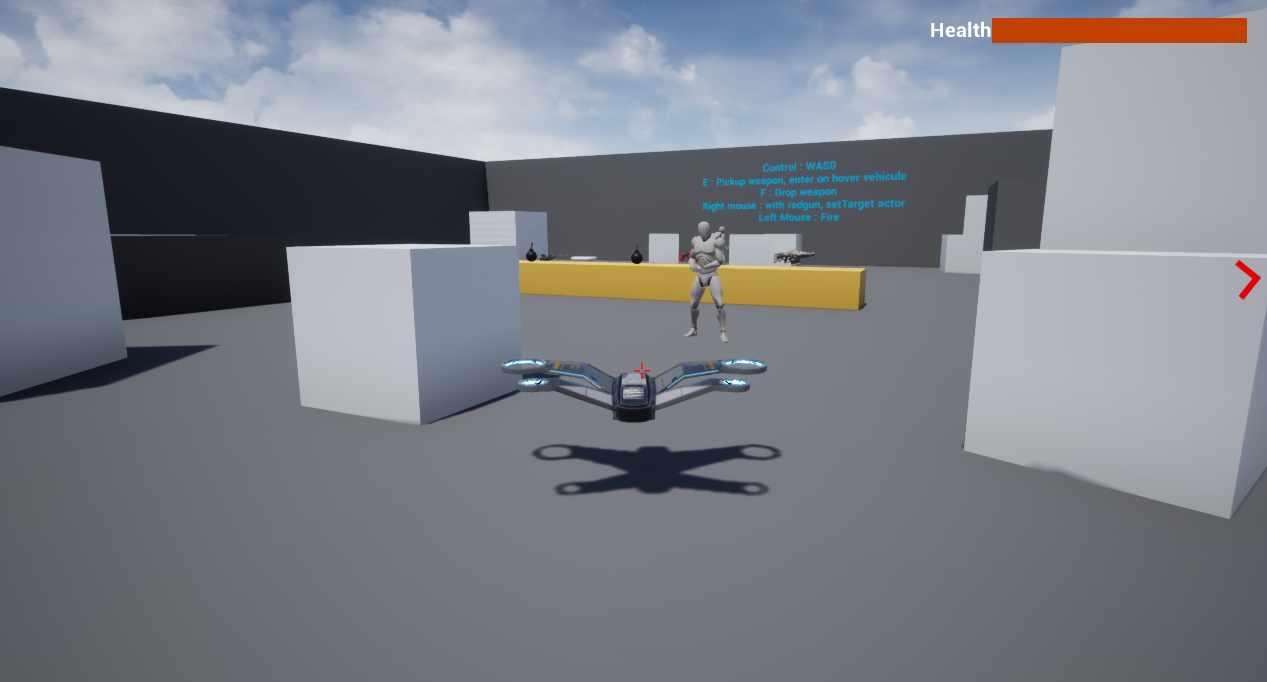 Health
Control : WASD
E : Pickup weapon, enter on hover vehicule
F : Drop weapon
Right mouse : with redgun, setTarget actor
Left Mouse : Fire